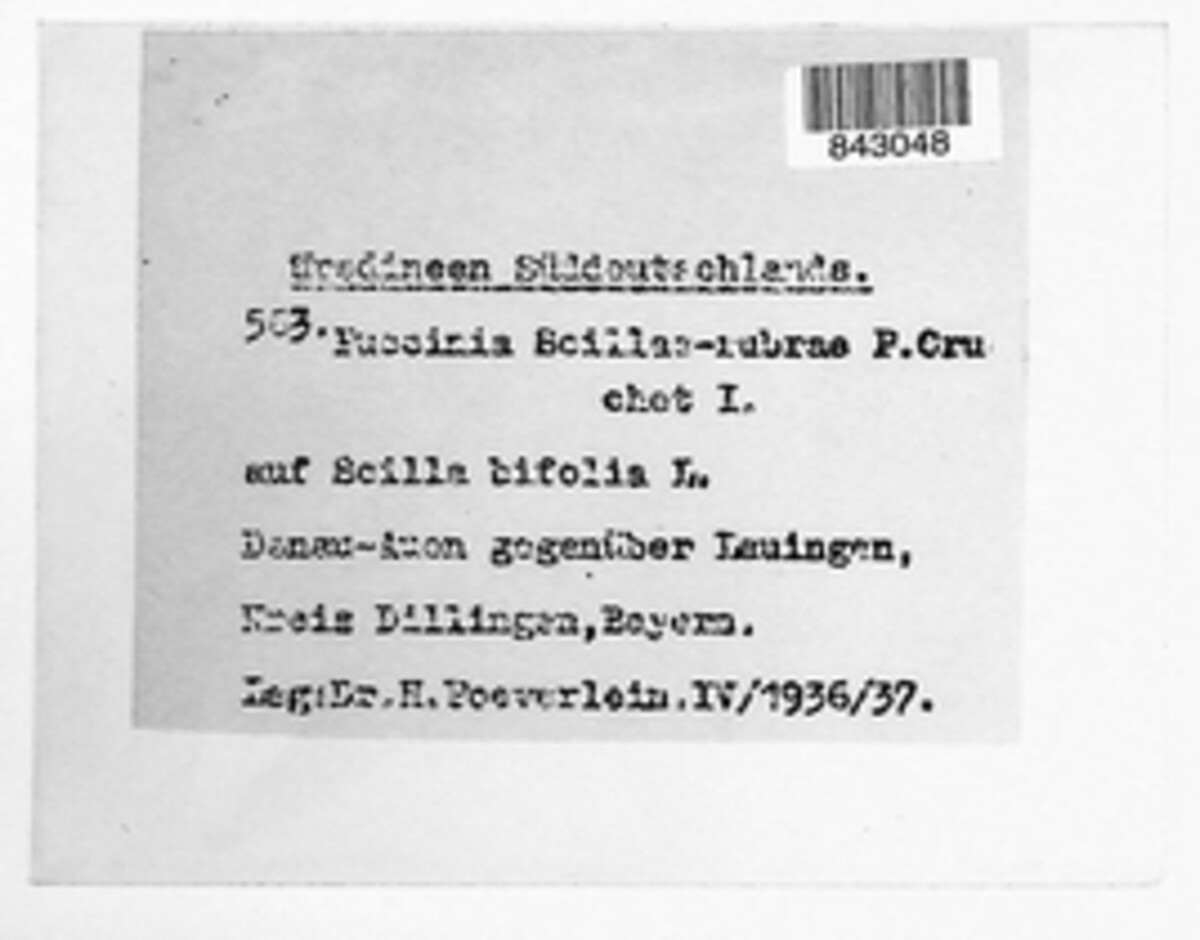 843048
Uredineen Süddeutschlands.
Puccinia Scillae-rubrae P.Cru
chet I.
auf Scilla bifolia L.
Donau-Auen gegenüber Lauingen,
Kreis Dillingen, Bayern.
Leg:Dr.H.Poeverlein.IV/1936/37.